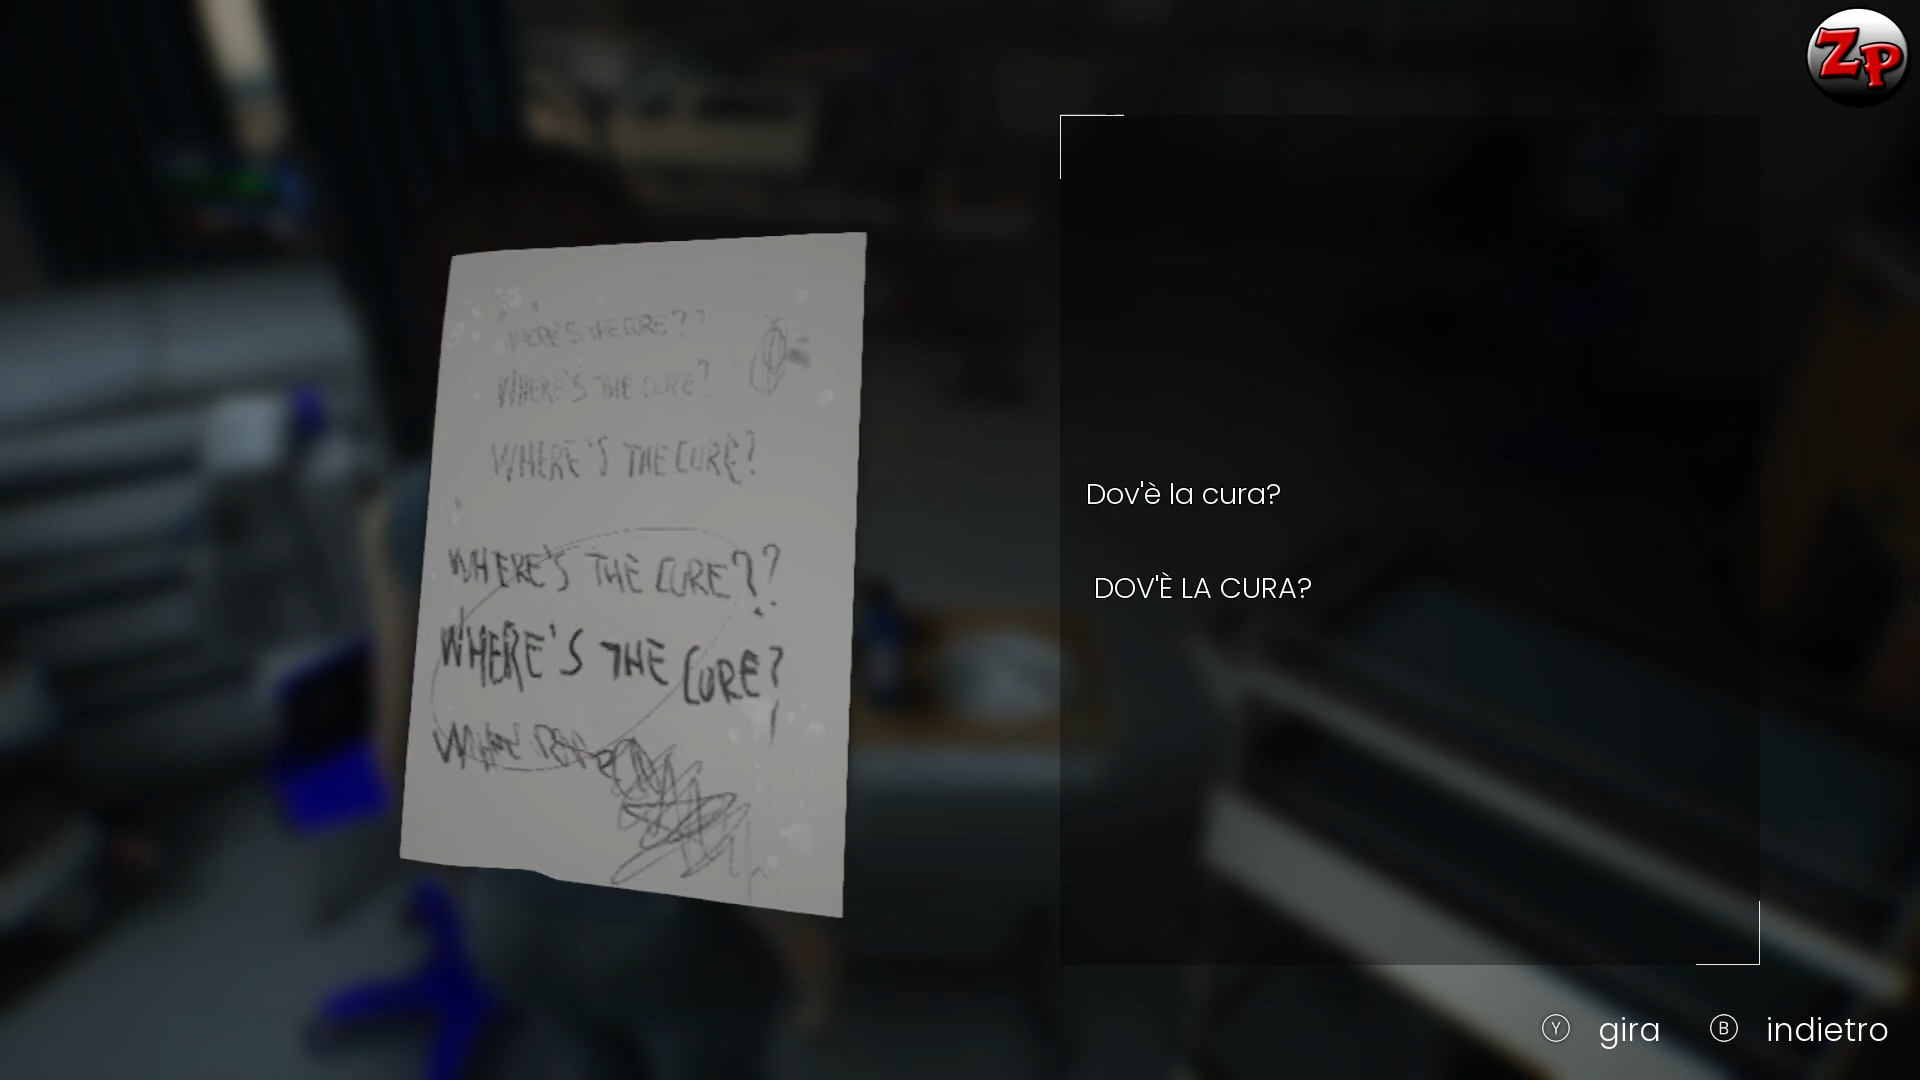 ZP
WHERE'S THE CURE??
WHERE'S THE CURE?
WHERE'S THE CURE?
WHERE'S THE CURE??
WHERE'S THE CURE?
Dov'è la cura?
DOV'È LA CURA?
Y gira B indietro